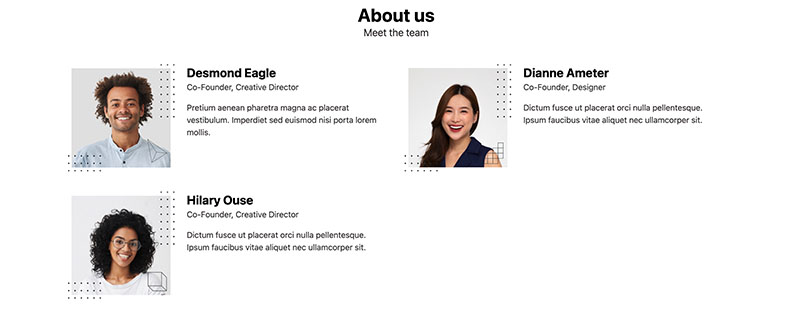 About us
Meet the team
Desmond Eagle
Co-Founder, Creative Director
Pretium aenean pharetra magna ac placerat
vestibulum. Imperdiet sed euismod nisi porta lorem
mollis.
Dianne Ameter
Co-Founder, Designer
Dictum fusce ut placerat orci nulla pellentesque.
Ipsum faucibus vitae aliquet nec ullamcorper sit.
Hilary Ouse
Co-Founder, Creative Director
Dictum fusce ut placerat orci nulla pellentesque.
Ipsum faucibus vitae aliquet nec ullamcorper sit.